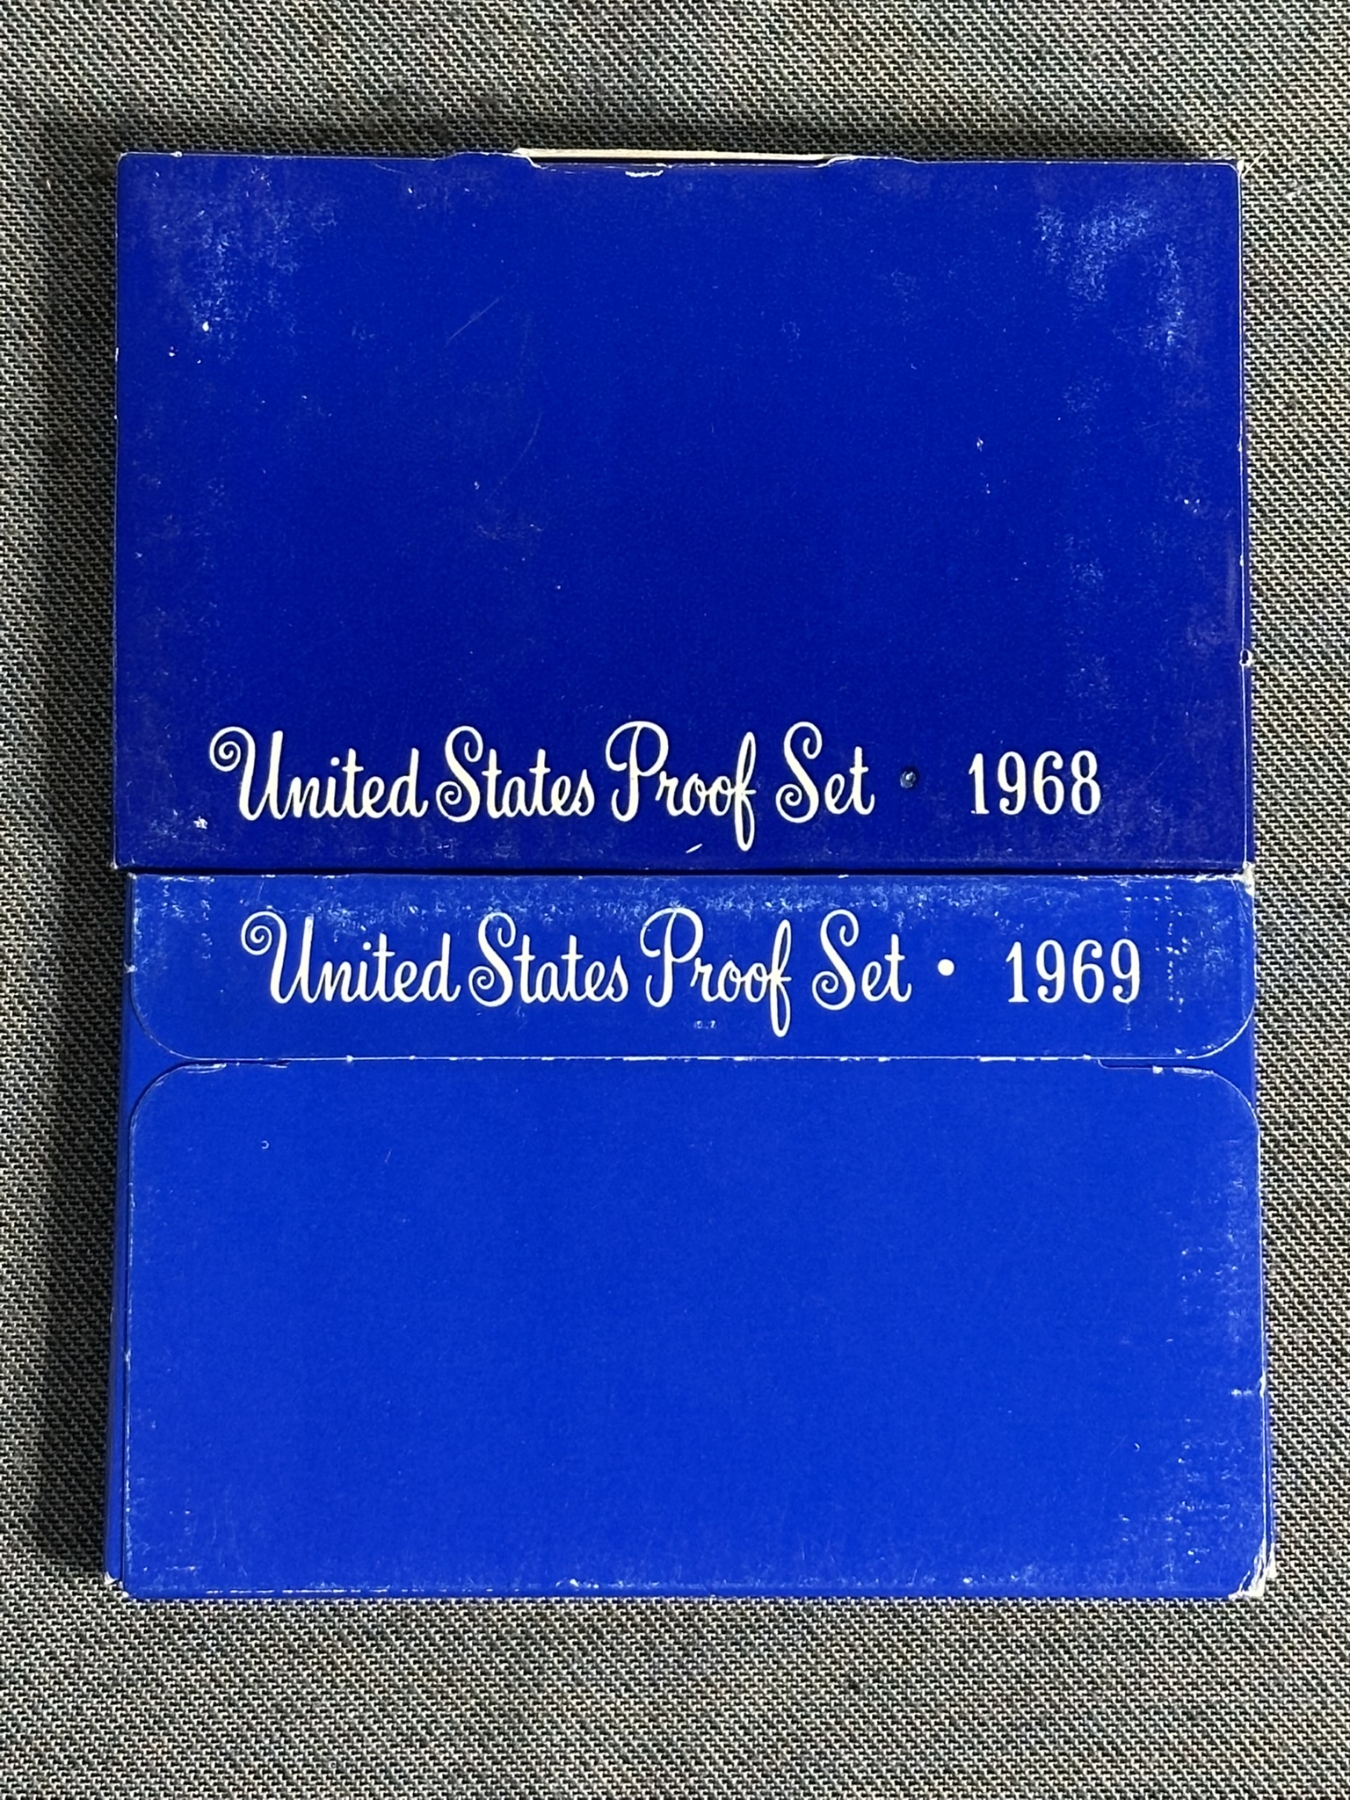 United States Proof Set • 1968
United States Proof Set • 1969